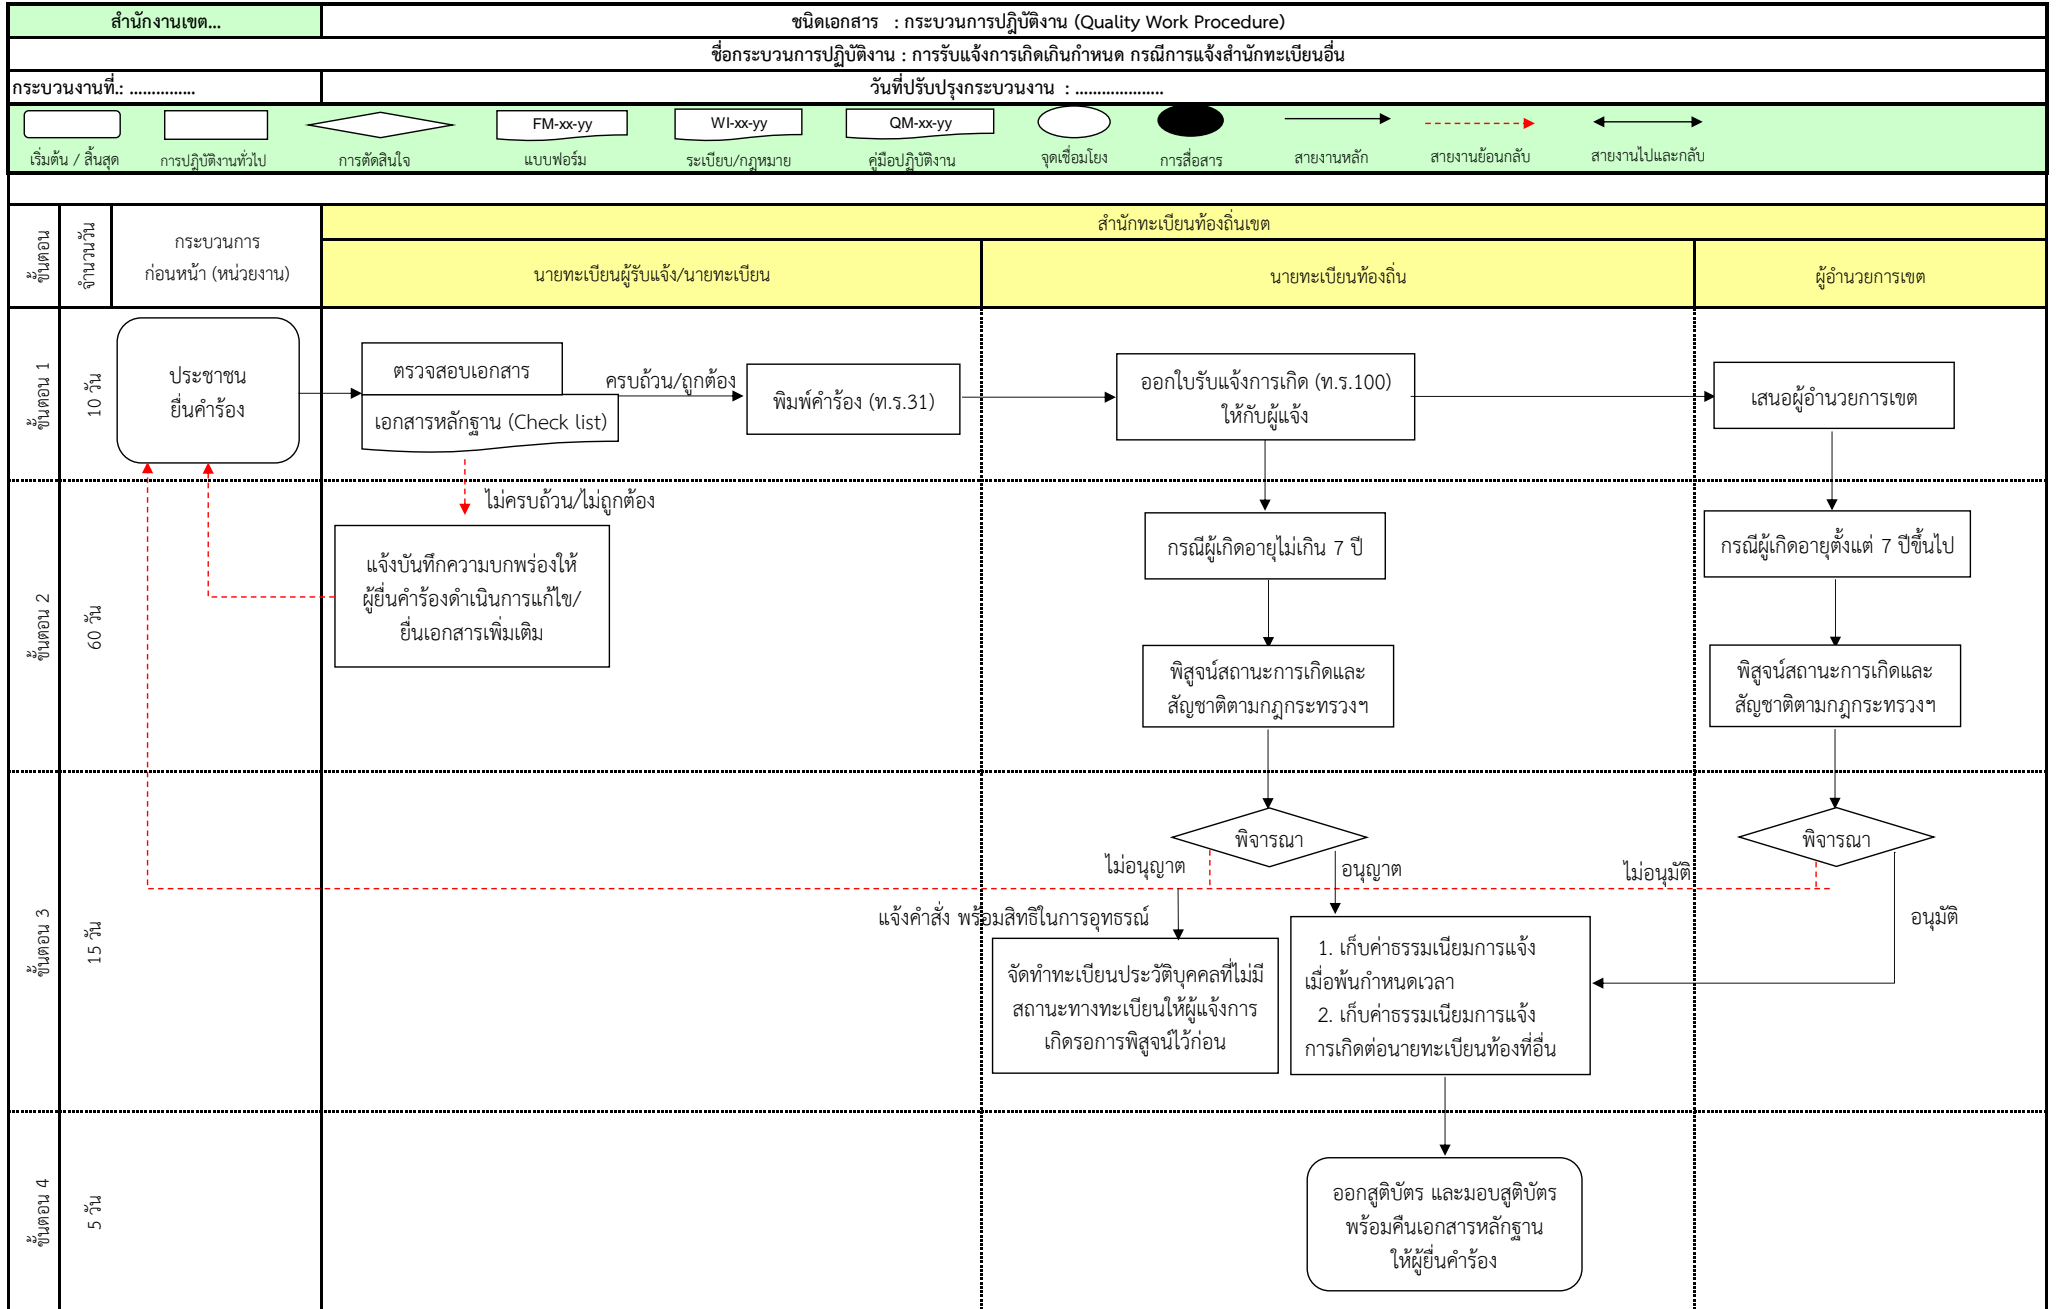 สำนักงานเขต...
ชนิดเอกสาร : กระบวนการปฏิบัติงาน (Quality Work Procedure)
ชื่อกระบวนการปฏิบัติงาน : การรับแจ้งการเกิดเกินกำหนด กรณีการแจ้งสำนักทะเบียนอื่น
กระบวนงานที่.: ...............
วันที่ปรับปรุงกระบวนงาน : ....................
FM-xx-yy
WI-xx-yy
QM-xx-yy
เริ่มต้น / สิ้นสุด
การปฏิบัติงานทั่วไป
การตัดสินใจ
แบบฟอร์ม
ระเบียบ/กฎหมาย
คู่มือปฏิบัติงาน
จุดเชื่อมโยง
การสื่อสาร
สายงานหลัก
สายงานย้อนกลับ
สายงานไปและกลับ
ขั้นตอน
จำนวนวัน
กระบวนการ
ก่อนหน้า (หน่วยงาน)
สำนักทะเบียนท้องถิ่นเขต
นายทะเบียนผู้รับแจ้ง/นายทะเบียน
นายทะเบียนท้องถิ่น
ผู้อำนวยการเขต
ขั้นตอน 1
10 วัน
ประชาชน
ยื่นคำร้อง
ตรวจสอบเอกสาร
เอกสารหลักฐาน (Check list)
ครบถ้วน/ถูกต้อง
พิมพ์คำร้อง (ท.ร.31)
ออกใบรับแจ้งการเกิด (ท.ร.100)
ให้กับผู้แจ้ง
เสนอผู้อำนวยการเขต
ขั้นตอน 2
60 วัน
ไม่ครบถ้วน/ไม่ถูกต้อง
แจ้งบันทึกความบกพร่องให้
ผู้ยื่นคำร้องดำเนินการแก้ไข/
ยื่นเอกสารเพิ่มเติม
กรณีผู้เกิดอายุไม่เกิน 7 ปี
กรณีผู้เกิดอายุตั้งแต่ 7 ปีขึ้นไป
พิสูจน์สถานะการเกิดและ
สัญชาติตามกฎกระทรวงฯ
พิสูจน์สถานะการเกิดและ
สัญชาติตามกฎกระทรวงฯ
ขั้นตอน 3
15 วัน
พิจารณา
พิจารณา
ไม่อนุญาต
อนุญาต
ไม่อนุมัติ
อนุมัติ
แจ้งคำสั่ง พร้อมสิทธิในการอุทธรณ์
จัดทำทะเบียนประวัติบุคคลที่ไม่มี
สถานะทางทะเบียนให้ผู้แจ้งการ
เกิดรอการพิสูจน์ไว้ก่อน
1. เก็บค่าธรรมเนียมการแจ้ง
เมื่อพ้นกำหนดเวลา
2. เก็บค่าธรรมเนียมการแจ้ง
การเกิดต่อนายทะเบียนท้องที่อื่น
ขั้นตอน 4
5 วัน
ออกสูติบัตร และมอบสูติบัตร
พร้อมคืนเอกสารหลักฐาน
ให้ผู้ยื่นคำร้อง